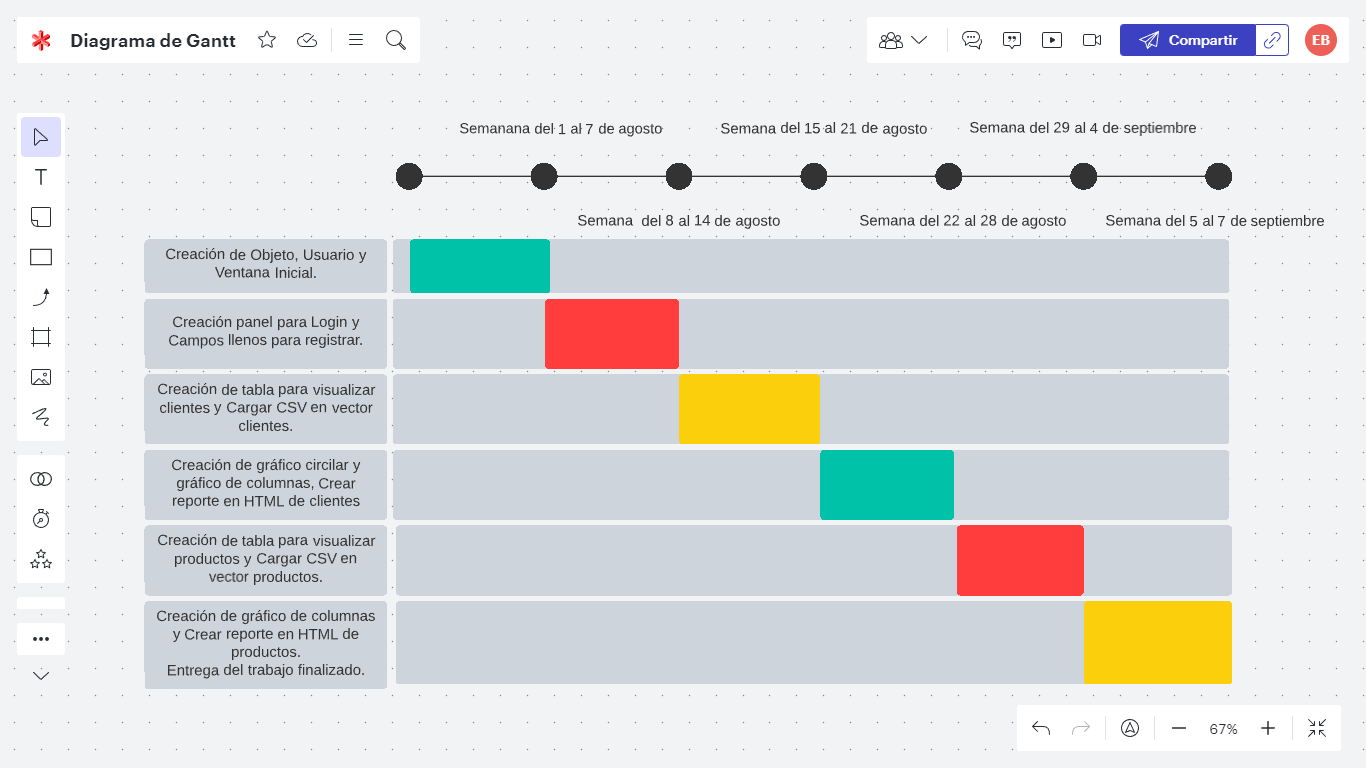 Diagrama de Gantt
Compartir
EB
T
Semanana del 1 al 7 de agosto
Semana del 15 al 21 de agosto
Semana del 29 al 4 de septiembre
Semana del 8 al 14 de agosto
Semana del 22 al 28 de agosto
Semana del 5 al 7 de septiembre
Creación de Objeto, Usuario y
Ventana Inicial.
Creación panel para Login y
Campos llenos para registrar.
Creación de tabla para visualizar
clientes y Cargar CSV en vector
clientes.
Creación de gráfico circilar y
gráfico de columnas, Crear
reporte en HTML de clientes
Creación de tabla para visualizar
productos y Cargar CSV en
vector productos.
Creación de gráfico de columnas
y Crear reporte en HTML de
productos.
Entrega del trabajo finalizado.
67%